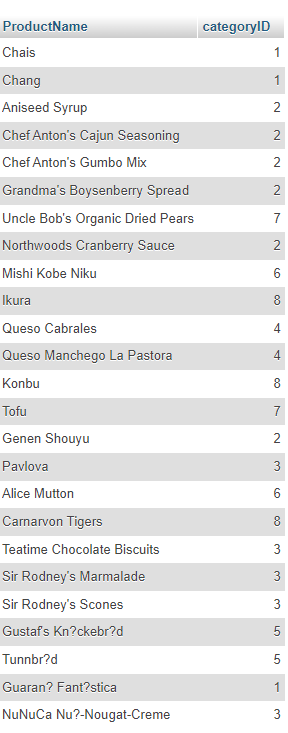 ProductName categoryID
Chais 1
Chang 1
Aniseed Syrup 2
Chef Anton's Cajun Seasoning 2
Chef Anton's Gumbo Mix 2
Grandma's Boysenberry Spread 2
Uncle Bob's Organic Dried Pears 7
Northwoods Cranberry Sauce 2
Mishi Kobe Niku 6
Ikura 8
Queso Cabrales 4
Queso Manchego La Pastora 4
Konbu 8
Tofu 7
Genen Shouyu 2
Pavlova 3
Alice Mutton 6
Carnarvon Tigers 8
Teatime Chocolate Biscuits 3
Sir Rodney's Marmalade 3
Sir Rodney's Scones 3
Gustaf's Kn?ckebr?d 5
Tunnbr?d 5
Guaran? Fant?stica 1
NuNuCa Nu?-Nougat-Creme 3